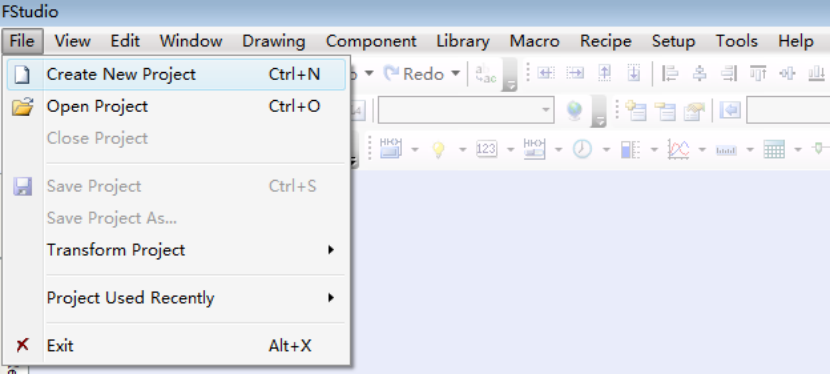 FStudio
File View Edit Window Drawing Component Library Macro Recipe Setup Tools Help
Create New Project Ctrl+N
Redo
Open Project Ctrl+O
Close Project
123
Save Project Ctrl+S
Save Project As...
Transform Project
Project Used Recently
Exit Alt+X